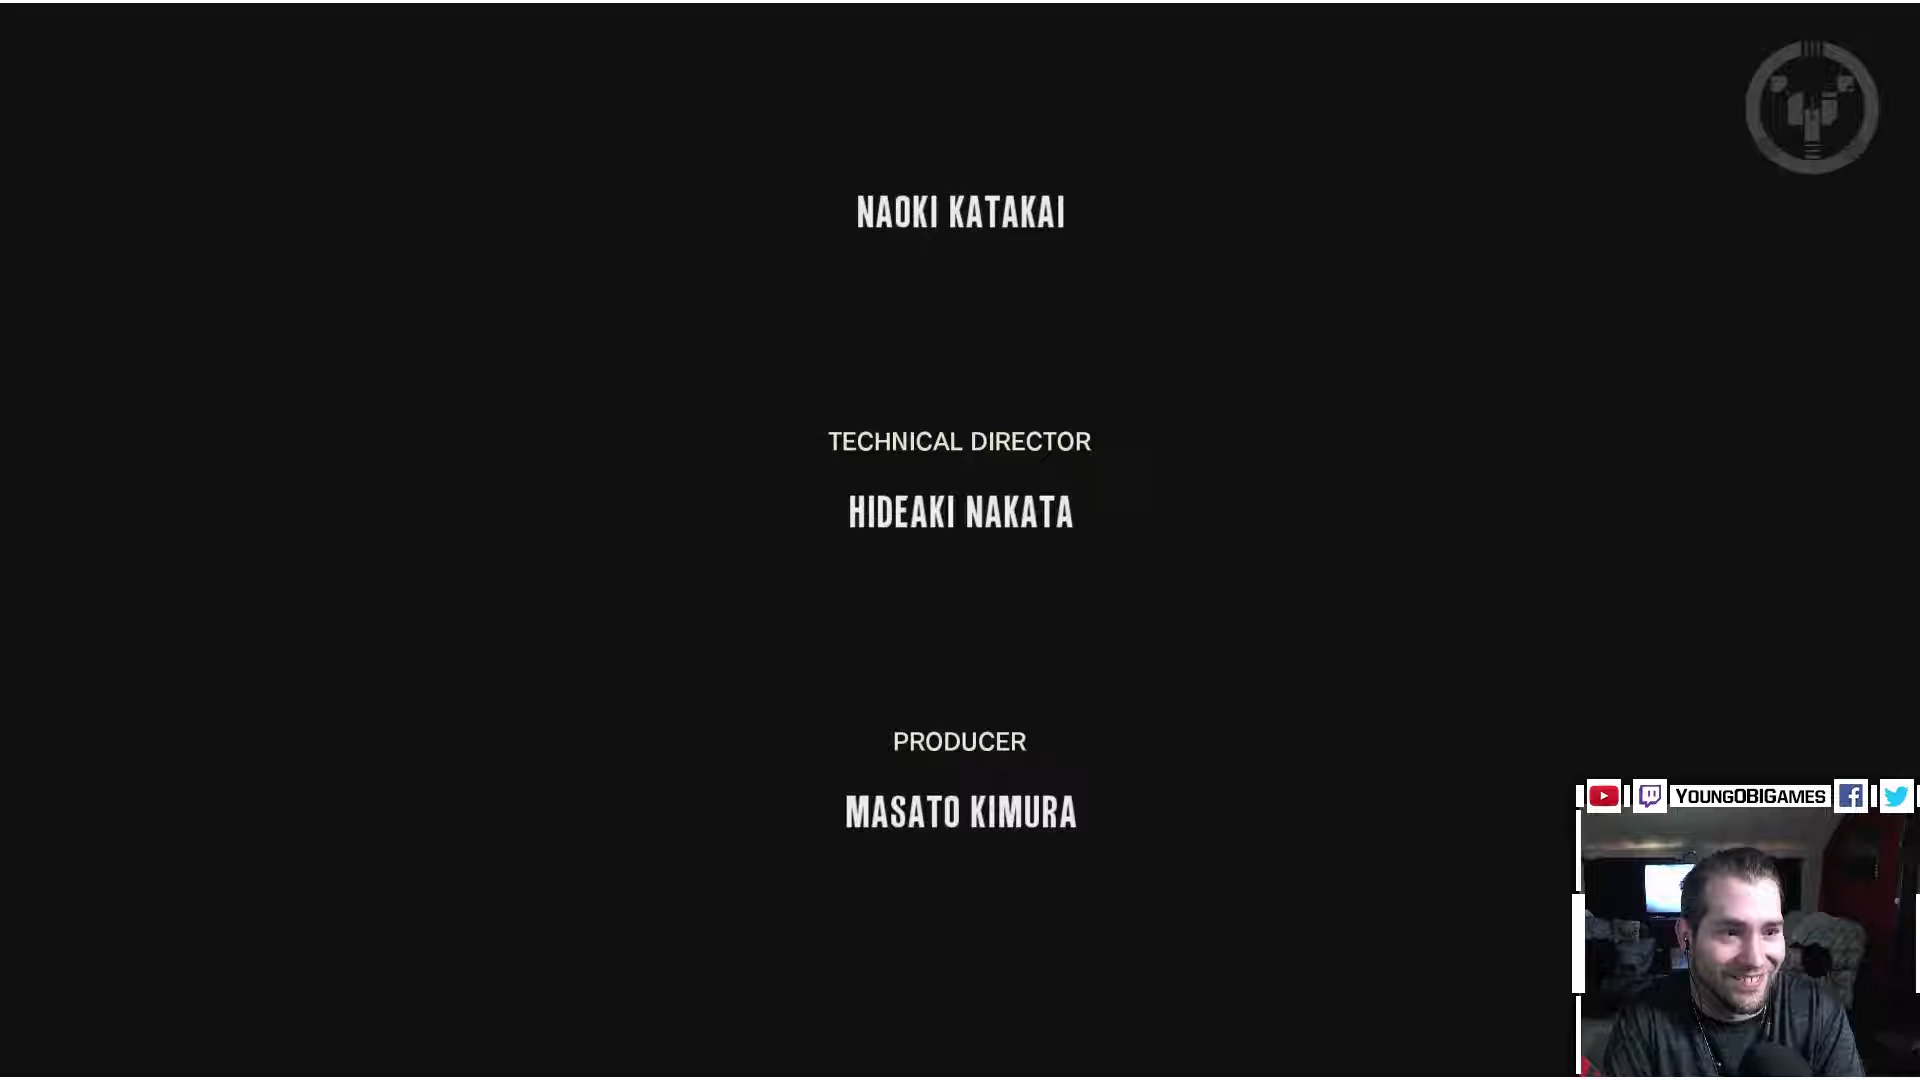 NAOKI KATAKAI
TECHNICAL DIRECTOR
HIDEAKI NAKATA
PRODUCER
MASATO KIMURA
YOUNGOBIGAMES